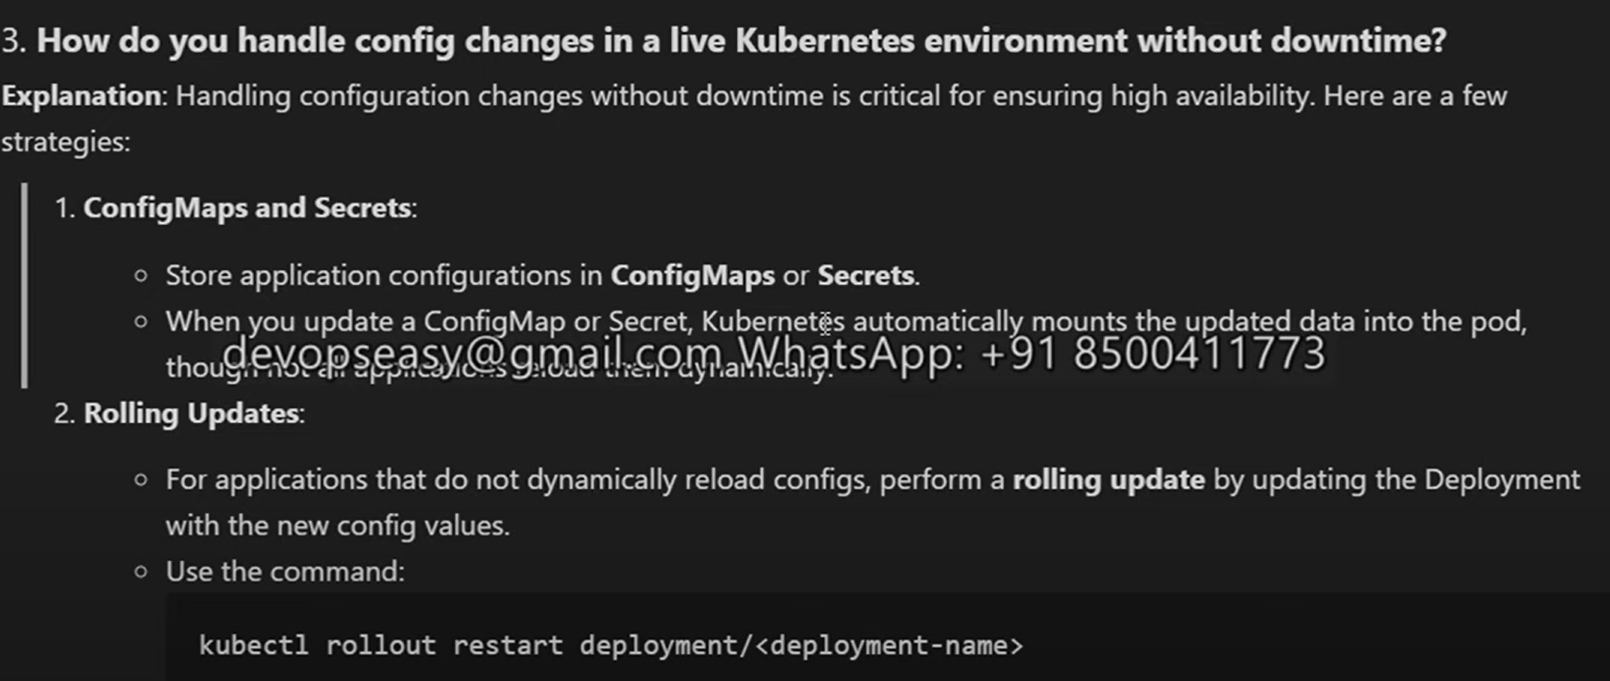 3. How do you handle config changes in a live Kubernetes environment without downtime?
Explanation: Handling configuration changes without downtime is critical for ensuring high availability. Here are a few
strategies:
1. ConfigMaps and Secrets:
○ Store application configurations in ConfigMaps or Secrets.
○ When you update a ConfigMap or Secret, Kubernetes automatically mounts the updated data into the pod,
devopseasy@gmail.com WhatsApp: +91 8500411773
though not all applications reload them dynamically.
2. Rolling Updates:
○ For applications that do not dynamically reload configs, perform a rolling update by updating the Deployment
with the new config values.
○ Use the command:
kubectl rollout restart deployment/<deployment-name>